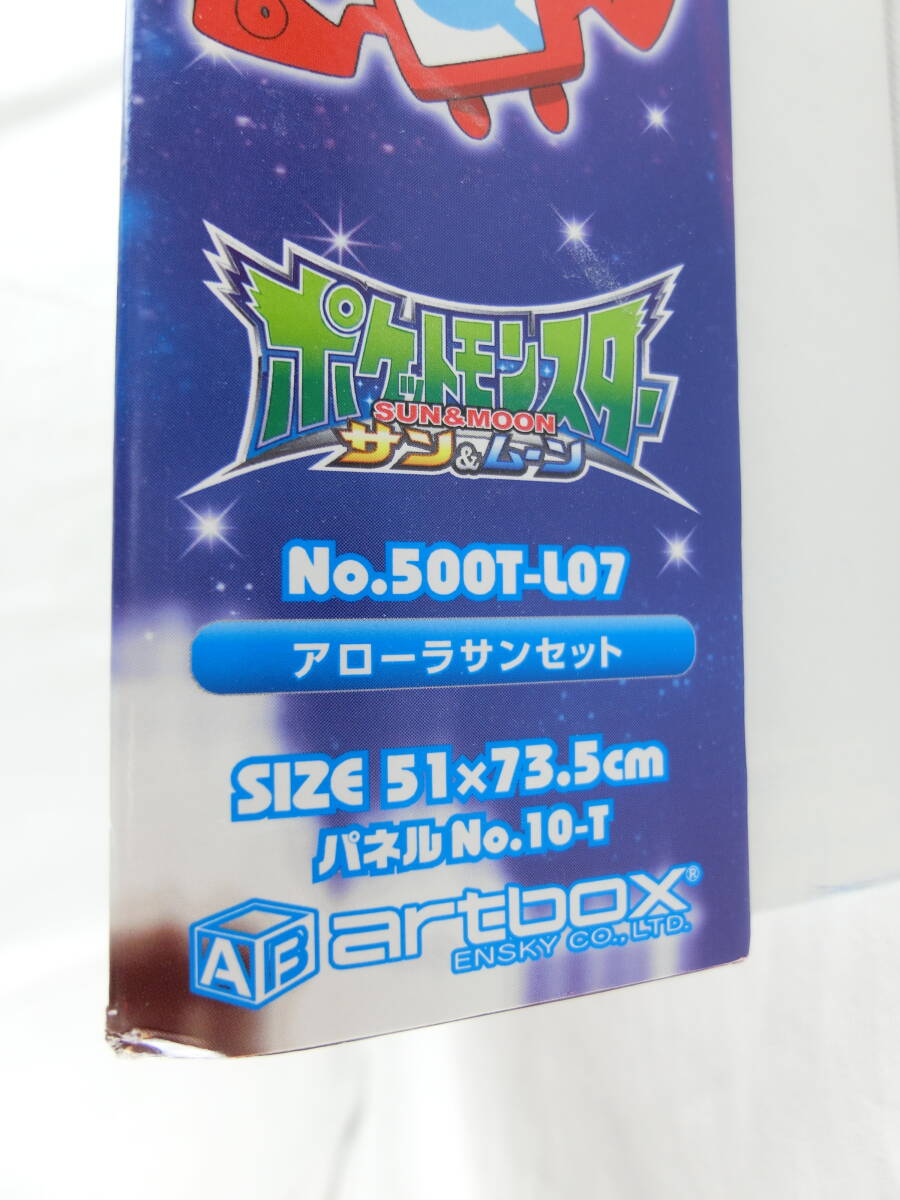 ポケットモンスター
SUN&MOON
サン&ムーン
No.500T-L07
アローラサンセット
SIZE 51×73.5cm
パネルNo.10-T
AB artbox®
ENSKY CO., LTD.